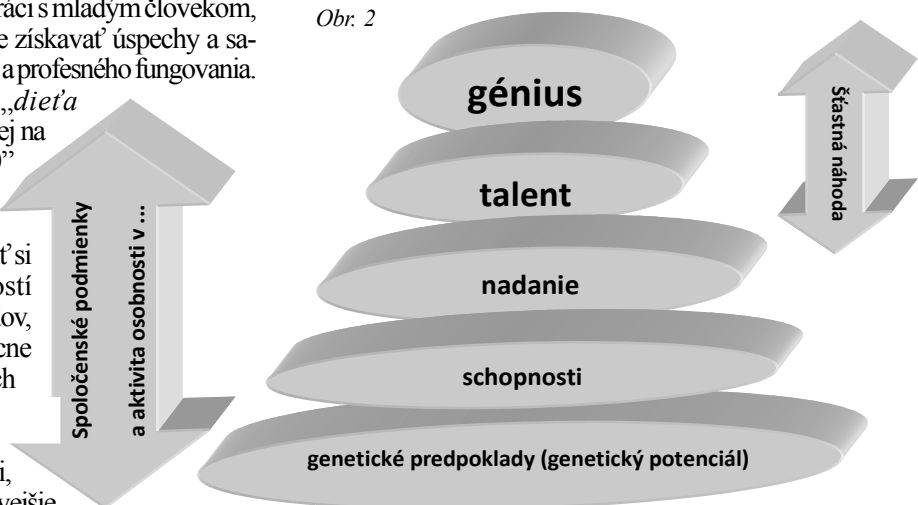 ráci s mladým človekom,
e získavať úspechy a sa-
a profesného fungovania.
„dieťa
ej na
”
ť si
ostí
ov,
cne
ch
i,
vejšie
Obr. 2
génius
talent
nadanie
schopnosti
genetické predpoklady (genetický potenciál)
Spoločenské podmienky
a aktivita osobnosti v ...
Šťastná náhoda